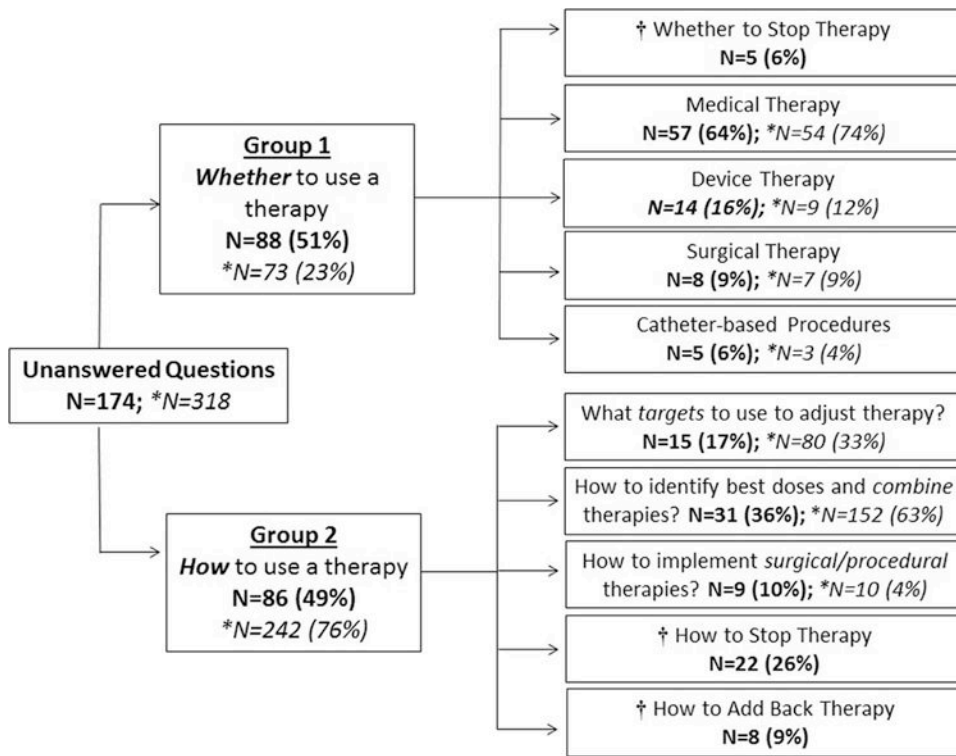 Unanswered Questions
N=174; *N=318
Group 1
Whether to use a
therapy
N=88 (51%)
*N=73 (23%)
† Whether to Stop Therapy
N=5 (6%)
Medical Therapy
N=57 (64%); *N=54 (74%)
Device Therapy
N=14 (16%); *N=9 (12%)
Surgical Therapy
N=8 (9%); *N=7 (9%)
Catheter-based Procedures
N=5 (6%); *N=3 (4%)
Group 2
How to use a therapy
N=86 (49%)
*N=242 (76%)
What targets to use to adjust therapy?
N=15 (17%); *N=80 (33%)
How to identify best doses and combine
therapies? N=31 (36%); *N=152 (63%)
How to implement surgical/procedural
therapies? N=9 (10%); *N=10 (4%)
† How to Stop Therapy
N=22 (26%)
† How to Add Back Therapy
N=8 (9%)